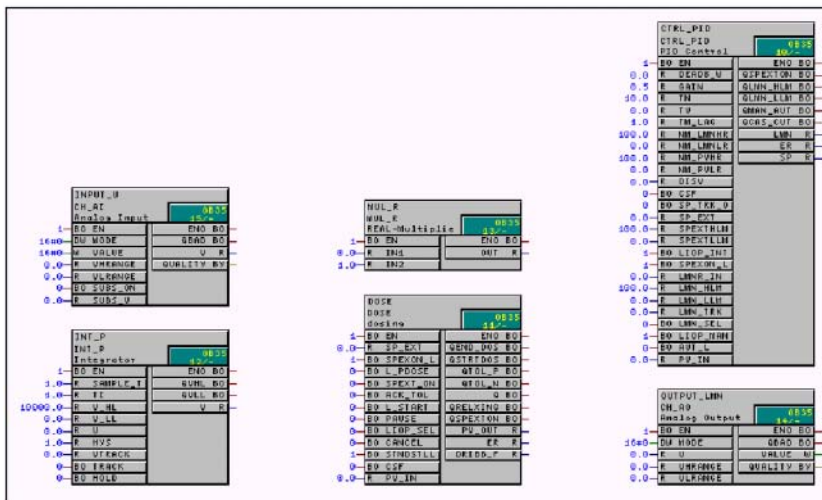 INPUT_U
CH_AI
Analog Input
OB35
15/-
1 BO EN ENO BO
16#0 DW MODE QBAD BO
16#0 W VALUE V R
0.0 R VHRANGE QUALITY BY
0.0 R VLRANGE
0 BO SUBS_ON
0.0 R SUBS_V
INT_P
INT_P
Integrator
OB35
12/-
1 BO EN ENO BO
1.0 R SAMPLE_T QVHL BO
1.0 R TI QVLL BO
10000.0 R V_HL V R
0.0 R V_LL
0.0 R U
1.0 R HYS
0.0 R VTRACK
0 BO TRACK
0 BO HOLD
MUL_R
MUL_R
REAL-Multiplic
OB35
13/-
1 BO EN ENO BO
0.0 R IN1 OUT R
1.0 R IN2
DOSE
DOSE
dosing
OB35
11/-
1 BO EN ENO BO
0.0 R SP_EXT QEND_DOS BO
1 BO SPEXON_L QSTRTDOS BO
0 BO L_PDOSE QTOL_P BO
0 BO SPEXT_ON QTOL_N BO
0 BO ACK_TOL Q BO
0 BO L_START QRELXING BO
0 BO PAUSE QSPEXTON BO
0 BO LIOP_SEL PV_OUT R
0 BO CANCEL ER R
1 BO STNDSTLL DRIBB_F R
0 BO CSF
0.0 R PV_IN
CTRL_PID
CTRL_PID
PID Control
OB35
10/-
1 BO EN ENO BO
0.0 R DEADB_W QSPEXTON BO
0.5 R GAIN QLMN_HLM BO
10.0 R TN QLMN_LLM BO
0.0 R TV QMAN_AUT BO
1.0 R TM_LAG QCAS_CUT BO
100.0 R NM_LMNHR LMN R
0.0 R NM_LMNLR ER R
100.0 R NM_PVHR SP R
0.0 R NM_PVLR
0.0 R DISV
0 BO CSF
0 BO SP_TRK_O
0.0 R SP_EXT
100.0 R SPEXTHLM
0.0 R SPEXTLLM
1 BO LIOP_INT
1 BO SPEXON_L
0.0 R LMNR_IN
100.0 R LMN_HLM
0.0 R LMN_LLM
0.0 R LMN_TRK
0 BO LMN_SEL
1 BO LIOP_MAN
0 BO AUT_L
0.0 R PV_IN
OUTPUT_LMN
CH_AO
Analog Output
OB35
14/-
1 BO EN ENO BO
16#0 DW MODE QBAD BO
0.0 R U VALUE W
0.0 R VHRANGE QUALITY BY
0.0 R VLRANGE